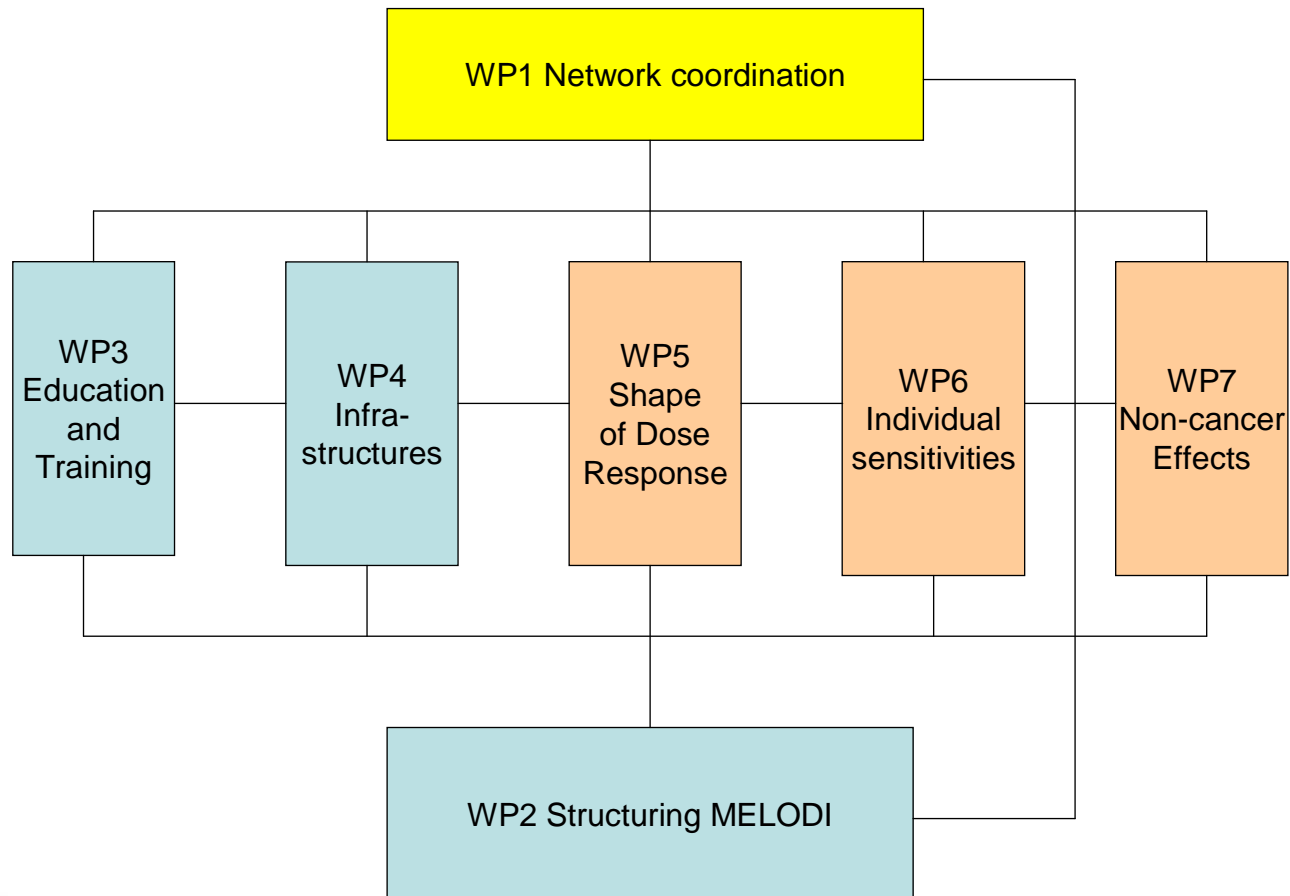 WP1 Network coordination
WP3
Education
and
Training
WP4
Infra-
structures
WP5
Shape
of Dose
Response
WP6
Individual
sensitivities
WP7
Non-cancer
Effects
WP2 Structuring MELODI